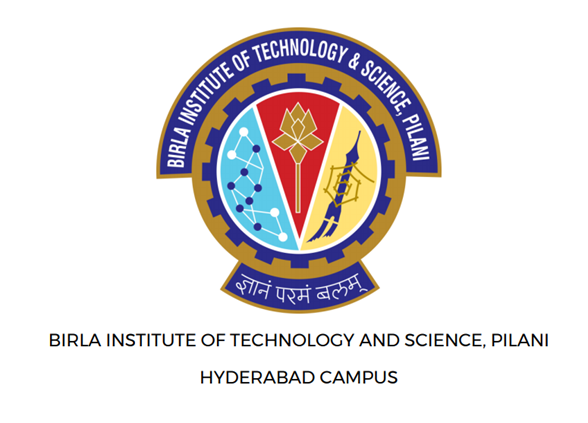 BIRLA INSTITUTE OF TECHNOLOGY & SCIENCE, PILANI
ज्ञानं परमं बलम्
BIRLA INSTITUTE OF TECHNOLOGY AND SCIENCE, PILANI
HYDERABAD CAMPUS